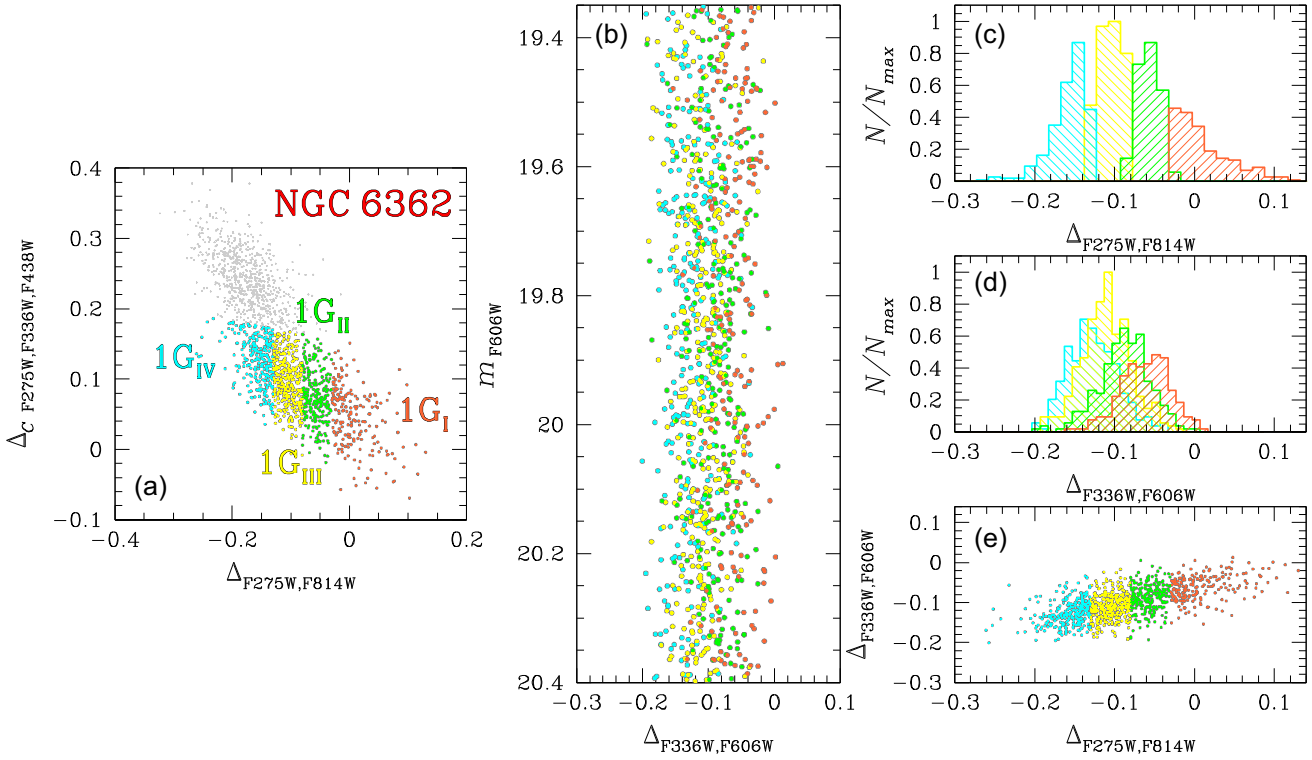 (a)
NGC 6362
1G_II
1G_IV
1G_I
1G_III
Δ_C F275W,F336W,F438W
0.4
0.3
0.2
0.1
0
−0.1
−0.4
−0.2
0
0.2
Δ_F275W,F814W
(b)
m_F606W
19.4
19.6
19.8
20
20.2
20.4
−0.3
−0.2
−0.1
0
0.1
Δ_F336W,F606W
(c)
N/N_max
1
0.8
0.6
0.4
0.2
0
−0.3
−0.2
−0.1
0
0.1
Δ_F275W,F814W
(d)
N/N_max
1
0.8
0.6
0.4
0.2
0
−0.3
−0.2
−0.1
0
0.1
Δ_F336W,F606W
(e)
Δ_F336W,F606W
0.1
0
−0.1
−0.2
−0.3
−0.3
−0.2
−0.1
0
0.1
Δ_F275W,F814W